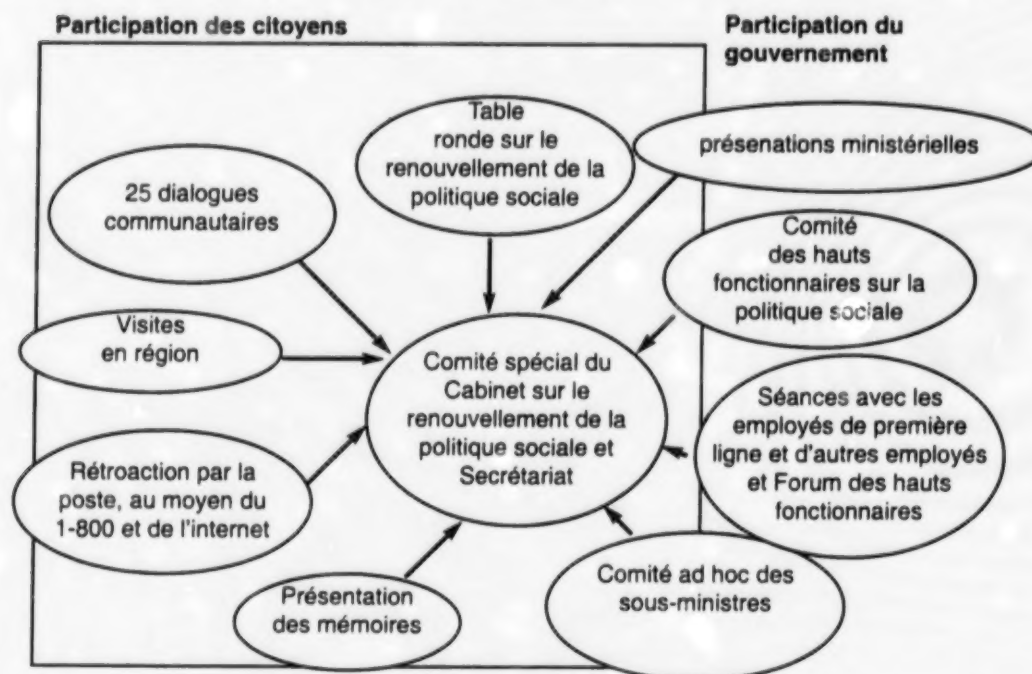 Participation des citoyens
Participation du
gouvernement
Table
ronde sur le
renouvellement de la
politique sociale
présenations ministérielles
25 dialogues
communautaires
Comité
des hauts
fonctionnaires sur la
politique sociale
Visites
en région
Comité spécial du
Cabinet sur le
renouvellement de la
politique sociale et
Secrétariat
Séances avec les
employés de première
ligne et d'autres employés
et Forum des hauts
fonctionnaires
Rétroaction par la
poste, au moyen du
1-800 et de l'internet
Comité ad hoc des
sous-ministres
Présentation
des mémoires